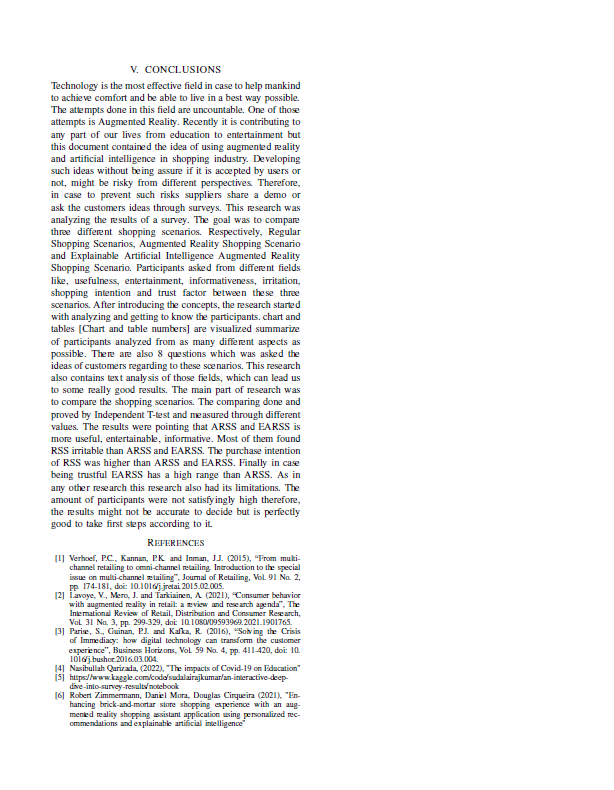 V. CONCLUSIONS
Technology is the most effective field in case to help mankind
to achieve comfort and be able to live in a best way possible.
The attempts done in this field are uncountable. One of those
attempts is Augmented Reality. Recently it is contributing to
any part of our lives from education to entertainment but
this document contained the idea of using augmented reality
and artificial intelligence in shopping industry. Developing
such ideas without being assure if it is accepted by users or
not, might be risky from different perspectives. Therefore,
in case to prevent such risks suppliers share a demo or
ask the customers ideas through surveys. This research was
analyzing the results of a survey. The goal was to compare
three different shopping scenarios. Respectively, Regular
Shopping Scenarios, Augmented Reality Shopping Scenario
and Explainable Artificial Intelligence Augmented Reality
Shopping Scenario. Participants asked from different fields
like, usefulness, entertainment, informativeness, irritation,
shopping intention and trust factor between these three
scenarios. After introducing the concepts, the research started
with analyzing and getting to know the participants. chart and
tables [Chart and table numbers] are visualized summarize
of participants analyzed from as many different aspects as
possible. There are also 8 questions which was asked the
ideas of customers regarding to these scenarios. This research
also contains text analysis of those fields, which can lead us
to some really good results. The main part of research was
to compare the shopping scenarios. The comparing done and
proved by Independent T-test and measured through different
values. The results were pointing that ARSS and EARSS is
more useful, entertainable, informative. Most of them found
RSS irritable than ARSS and EARSS. The purchase intention
of RSS was higher than ARSS and EARSS. Finally in case
being trustful EARSS has a high range than ARSS. As in
any other research this research also had its limitations. The
amount of participants were not satisfyingly high therefore,
the results might not be accurate to decide but is perfectly
good to take first steps according to it.
REFERENCES
[1] Verhoef, P.C., Kannan, P.K. and Inman, J.J. (2015), “From multi-
channel retailing to omni-channel retailing. Introduction to the special
issue on multi-channel retailing”, Journal of Retailing, Vol. 91 No. 2,
pp. 174-181, doi: 10.1016/j.jretai.2015.02.005.
[2] Lavoye, V., Mero, J. and Tarkiainen, A. (2021), “Consumer behavior
with augmented reality in retail: a review and research agenda”, The
International Review of Retail, Distribution and Consumer Research,
Vol. 31 No. 3, pp. 299-329, doi: 10.1080/09593969.2021.1901765.
[3] Parise, S., Guinan, P.J. and Kafka, R. (2016), “Solving the Crisis
of Immediacy: how digital technology can transform the customer
experience”, Business Horizons, Vol. 59 No. 4, pp. 411-420, doi: 10.
1016/j.bushor.2016.03.004.
[4] Nasibullah Qarizada, (2022), "The impacts of Covid-19 on Education"
[5] https://www.kaggle.com/code/sudalairajkumar/an-interactive-deep-
dive-into-survey-results/notebook
[6] Robert Zimmermann, Daniel Mora, Douglas Cirqueira (2021), "En-
hancing brick-and-mortar store shopping experience with an aug-
mented reality shopping assistant application using personalized rec-
ommendations and explainable artificial intelligence"